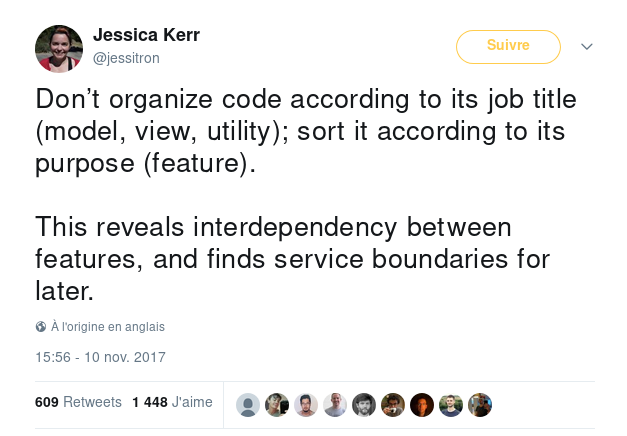 Jessica Kerr
@jessitron
Suivre
Don’t organize code according to its job title
(model, view, utility); sort it according to its
purpose (feature).
This reveals interdependency between
features, and finds service boundaries for
later.
À l'origine en anglais
15:56 - 10 nov. 2017
609 Retweets 1 448 J'aime